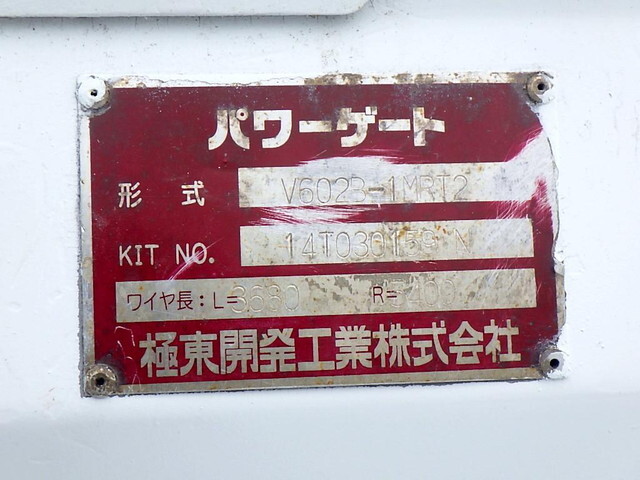 パワーゲート
形式 V602B-1MRT2
KIT NO. 14T030159 N
ワイヤ長:L=3630 R=
極東開発工業株式会社